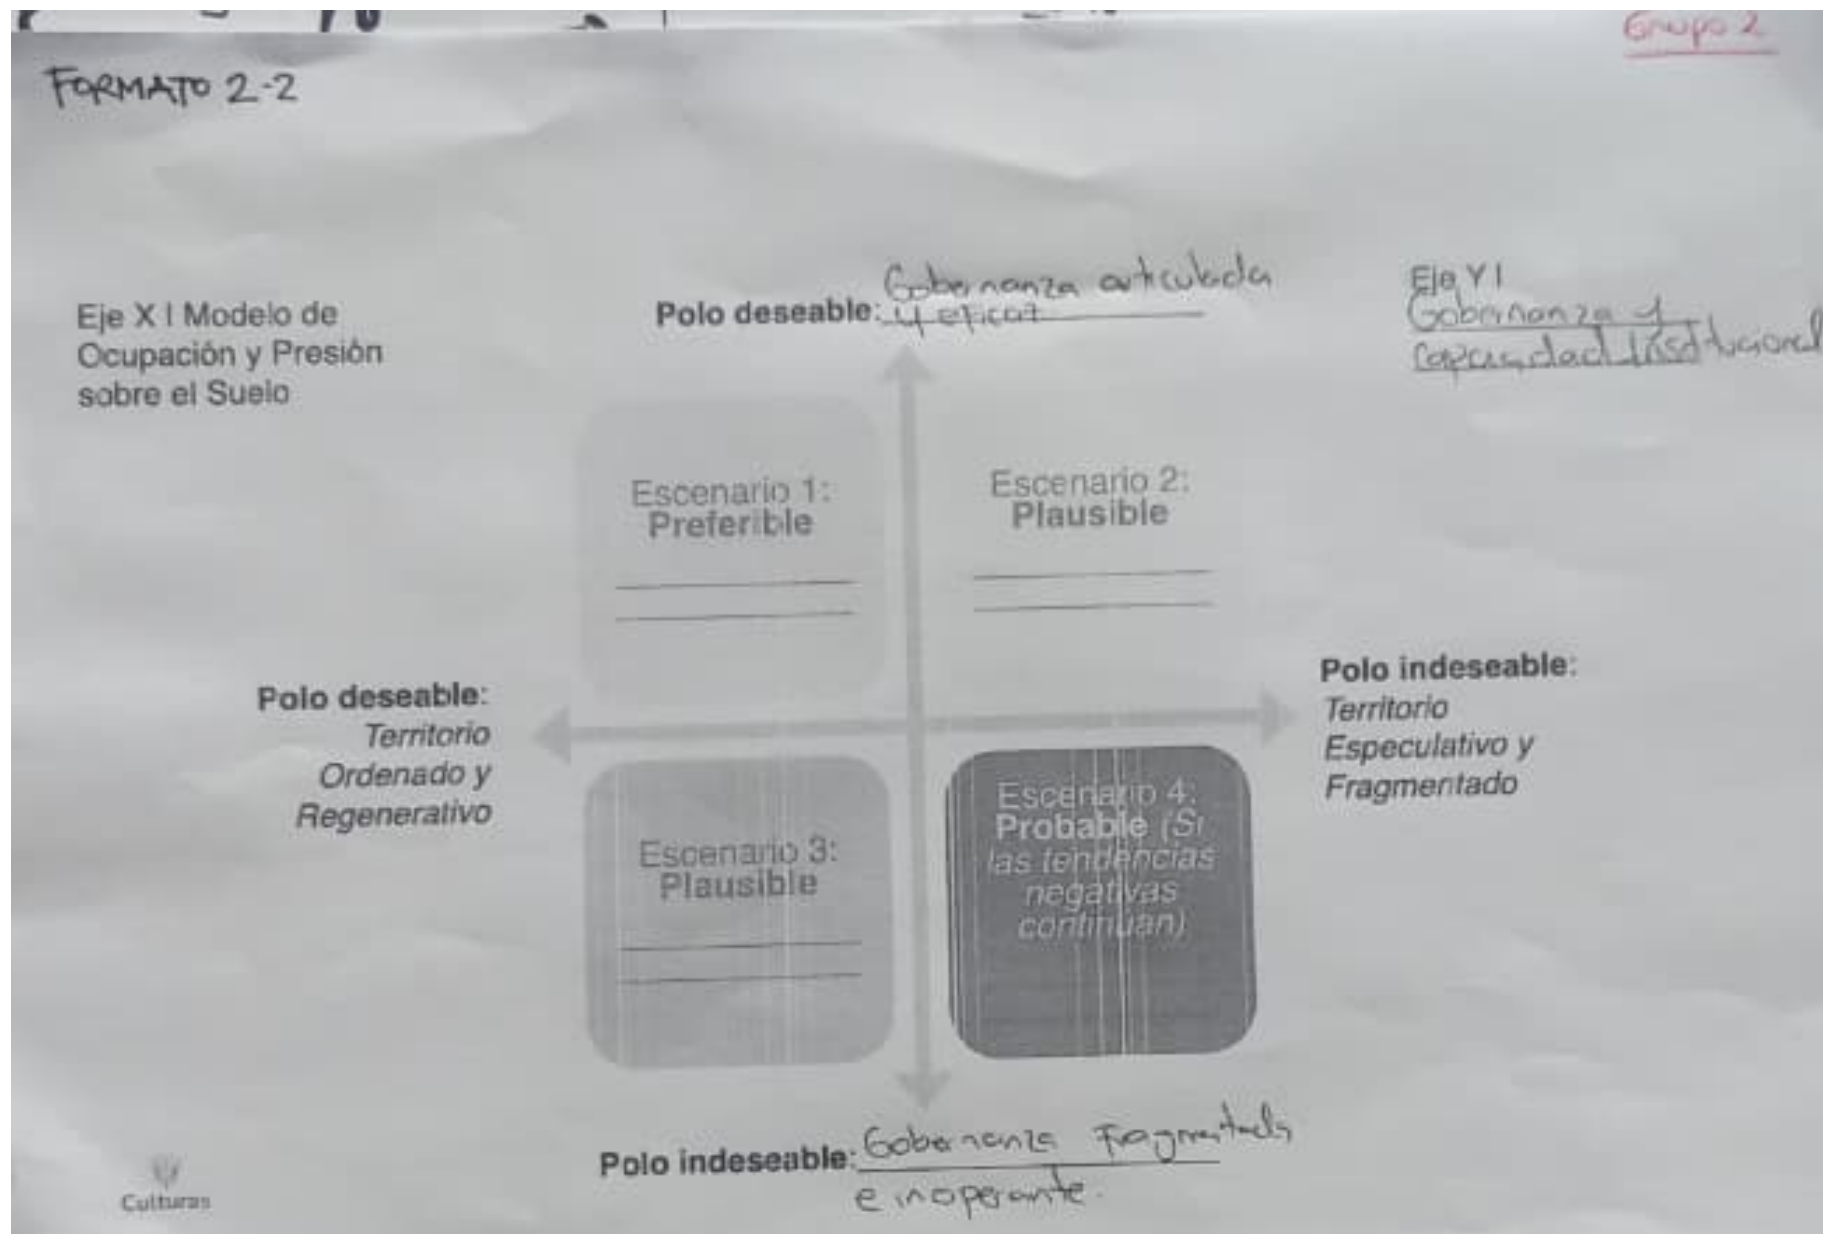 Grupo 2
FORMATO 2-2
Eje X | Modelo de
Ocupación y Presión
sobre el Suelo
Polo deseable: Gobernanza articulada
y eficaz
Eje Y |
Gobernanza y
Capacidad Institucional
Escenario 1:
Preferible
Escenario 2:
Plausible
Polo deseable:
Territorio
Ordenado y
Regenerativo
Polo indeseable:
Territorio
Especulativo y
Fragmentado
Escenario 3:
Plausible
Escenario 4:
Probable (Si
las tendencias
negativas
continúan)
Polo indeseable: Gobernanza Fragmentada
e inoperante.
Culturas